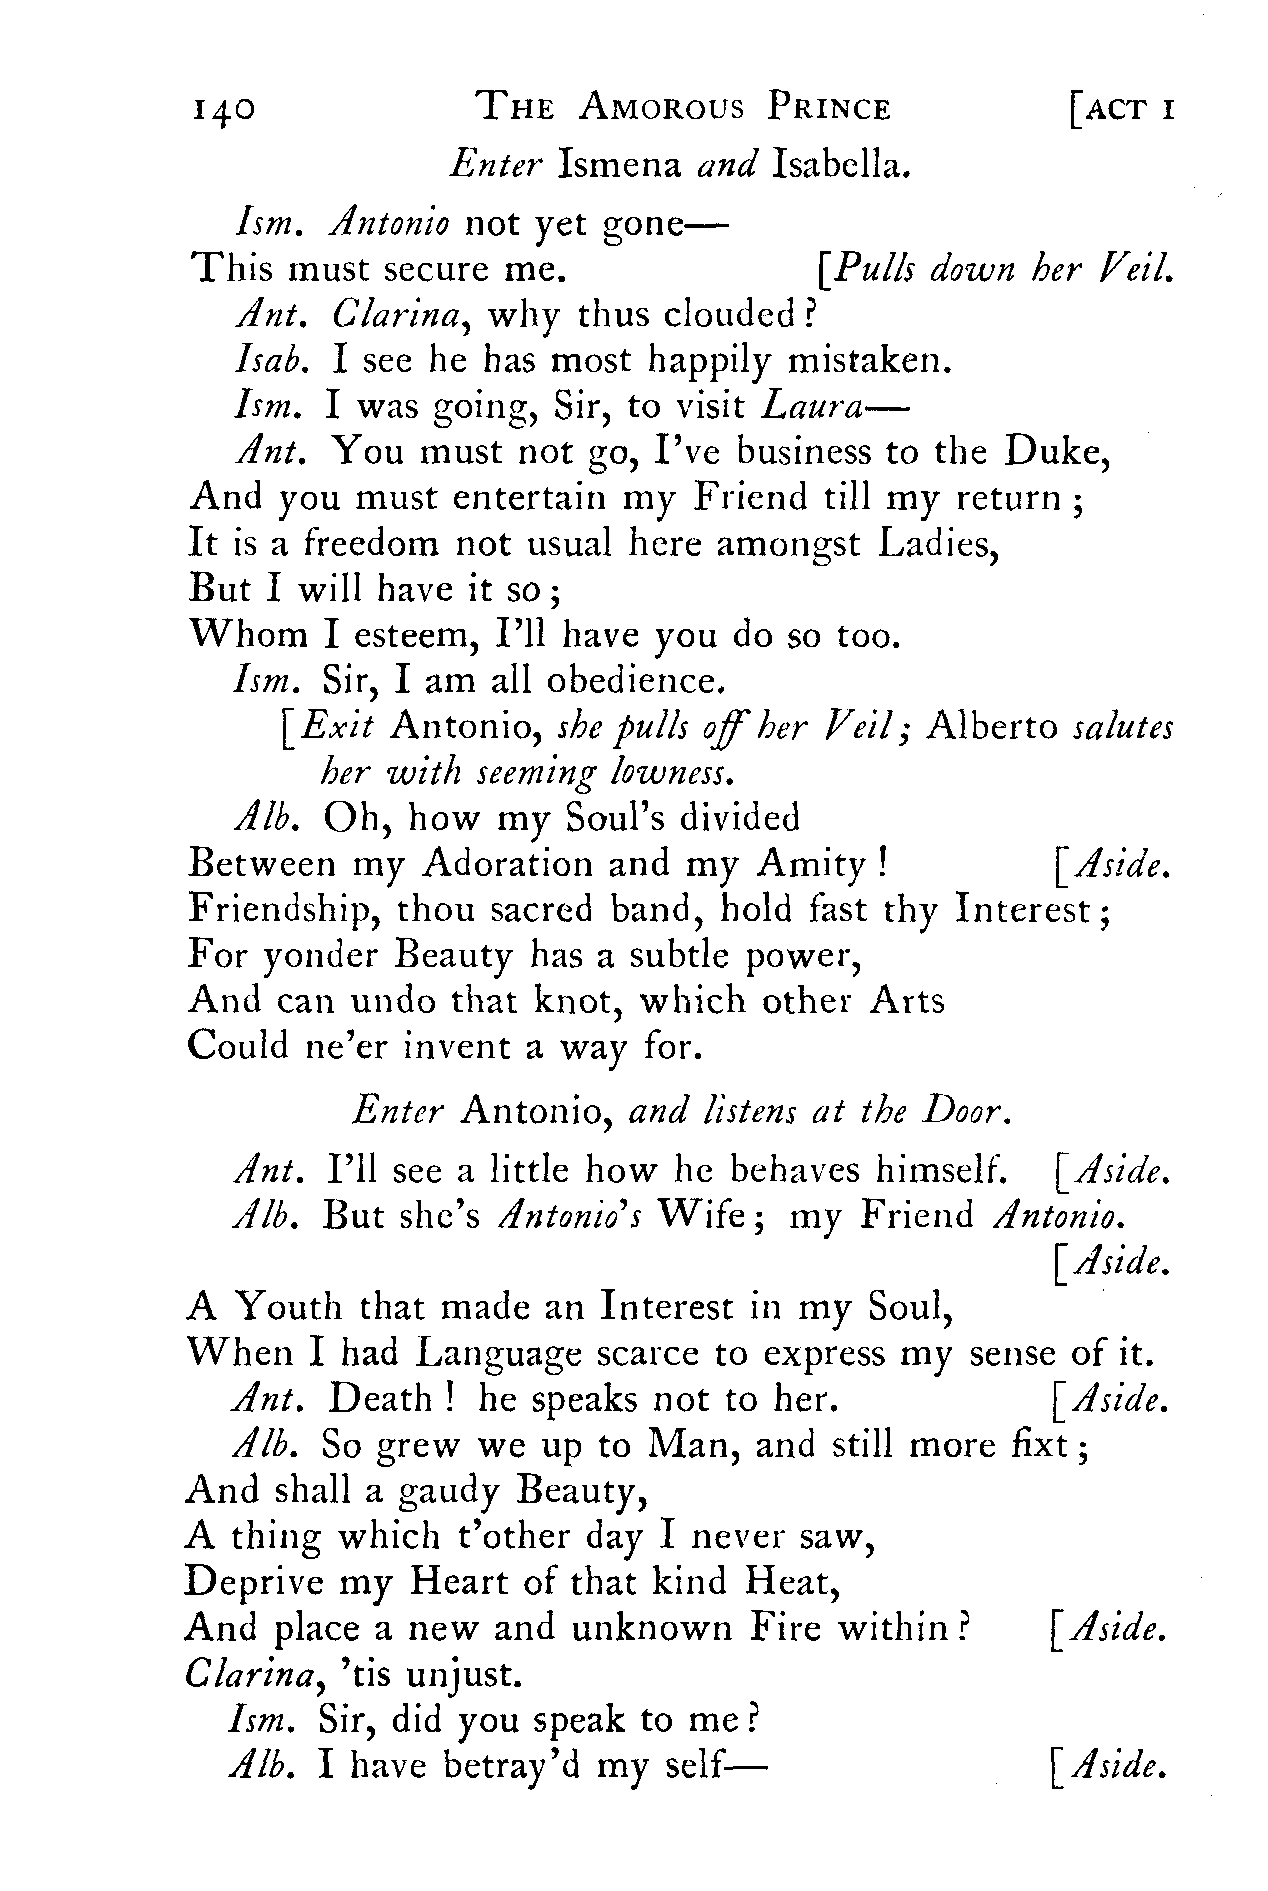 140 THE AMOROUS PRINCE [ACT I
Enter Ismena and Isabella.
Ism. Antonio not yet gone—
This must secure me. [Pulls down her Veil.
Ant. Clarina, why thus clouded?
Isab. I see he has most happily mistaken.
Ism. I was going, Sir, to visit Laura—
Ant. You must not go, I've business to the Duke,
And you must entertain my Friend till my return;
It is a freedom not usual here amongst Ladies,
But I will have it so;
Whom I esteem, I'll have you do so too.
Ism. Sir, I am all obedience.
[Exit Antonio, she pulls off her Veil; Alberto salutes
her with seeming lowness.
Alb. Oh, how my Soul's divided
Between my Adoration and my Amity! [Aside.
Friendship, thou sacred band, hold fast thy Interest;
For yonder Beauty has a subtle power,
And can undo that knot, which other Arts
Could ne'er invent a way for.
Enter Antonio, and listens at the Door.
Ant. I'll see a little how he behaves himself. [Aside.
Alb. But she's Antonio's Wife; my Friend Antonio.
[Aside.
A Youth that made an Interest in my Soul,
When I had Language scarce to express my sense of it.
Ant. Death! he speaks not to her. [Aside.
Alb. So grew we up to Man, and still more fixt;
And shall a gaudy Beauty,
A thing which t'other day I never saw,
Deprive my Heart of that kind Heat,
And place a new and unknown Fire within? [Aside.
Clarina, 'tis unjust.
Ism. Sir, did you speak to me?
Alb. I have betray'd my self— [Aside.